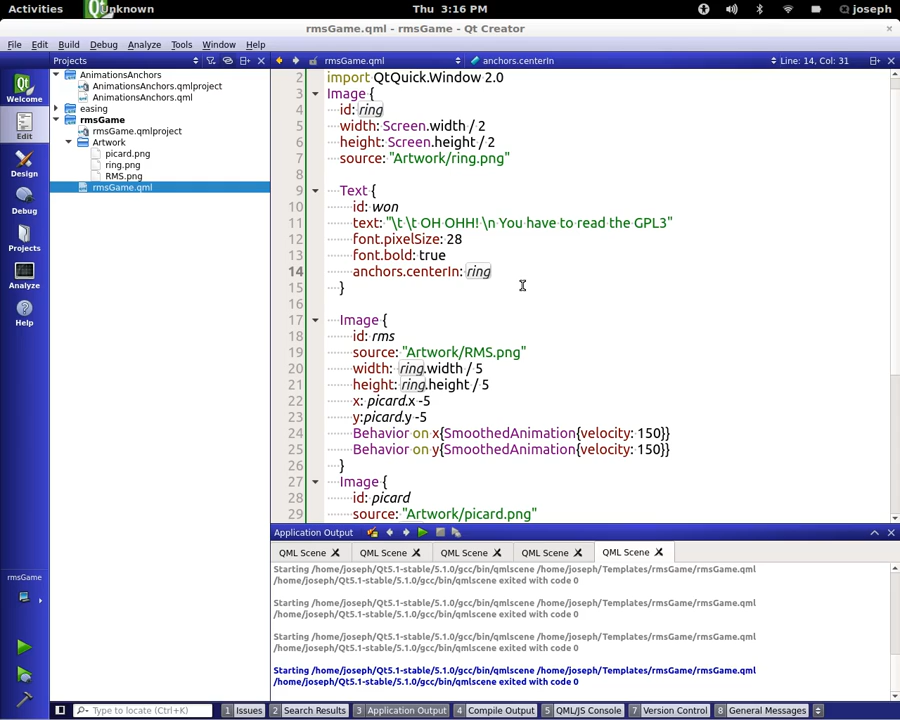 Activities
Unknown
Thu 3:16 PM
joseph
rmsGame.qml - rmsGame - Qt Creator
File Edit Build Debug Analyze Tools Window Help
Projects
rmsGame.qml
anchors.centerIn
Line: 14, Col: 31
Welcome
Edit
Design
Debug
Projects
Analyze
Help
rmsGame
AnimationsAnchors
AnimationsAnchors.qmlproject
AnimationsAnchors.qml
easing
rmsGame
rmsGame.qmlproject
Artwork
picard.png
ring.png
RMS.png
rmsGame.qml
2 import QtQuick.Window 2.0
3 Image {
4 id: ring
5 width: Screen.width / 2
6 height: Screen.height / 2
7 source: "Artwork/ring.png"
8
9 Text {
10 id: won
11 text: "\t \t OH OHH! \n You have to read the GPL3"
12 font.pixelSize: 28
13 font.bold: true
14 anchors.centerIn: ring
15 }
16
17 Image {
18 id: rms
19 source: "Artwork/RMS.png"
20 width: ring.width / 5
21 height: ring.height / 5
22 x: picard.x -5
23 y:picard.y -5
24 Behavior on x{SmoothedAnimation{velocity: 150}}
25 Behavior on y{SmoothedAnimation{velocity: 150}}
26 }
27 Image {
28 id: picard
29 source: "Artwork/picard.png"
Application Output
QML Scene QML Scene QML Scene QML Scene QML Scene
Starting /home/joseph/Qt5.1-stable/5.1.0/gcc/bin/qmlscene /home/joseph/Templates/rmsGame/rmsGame.qml
/home/joseph/Qt5.1-stable/5.1.0/gcc/bin/qmlscene exited with code 0
Starting /home/joseph/Qt5.1-stable/5.1.0/gcc/bin/qmlscene /home/joseph/Templates/rmsGame/rmsGame.qml
/home/joseph/Qt5.1-stable/5.1.0/gcc/bin/qmlscene exited with code 0
Starting /home/joseph/Qt5.1-stable/5.1.0/gcc/bin/qmlscene /home/joseph/Templates/rmsGame/rmsGame.qml
/home/joseph/Qt5.1-stable/5.1.0/gcc/bin/qmlscene exited with code 0
Starting /home/joseph/Qt5.1-stable/5.1.0/gcc/bin/qmlscene /home/joseph/Templates/rmsGame/rmsGame.qml
/home/joseph/Qt5.1-stable/5.1.0/gcc/bin/qmlscene exited with code 0
Type to locate (Ctrl+K)
1 Issues 2 Search Results 3 Application Output 4 Compile Output 5 QML/JS Console 7 Version Control 8 General Messages